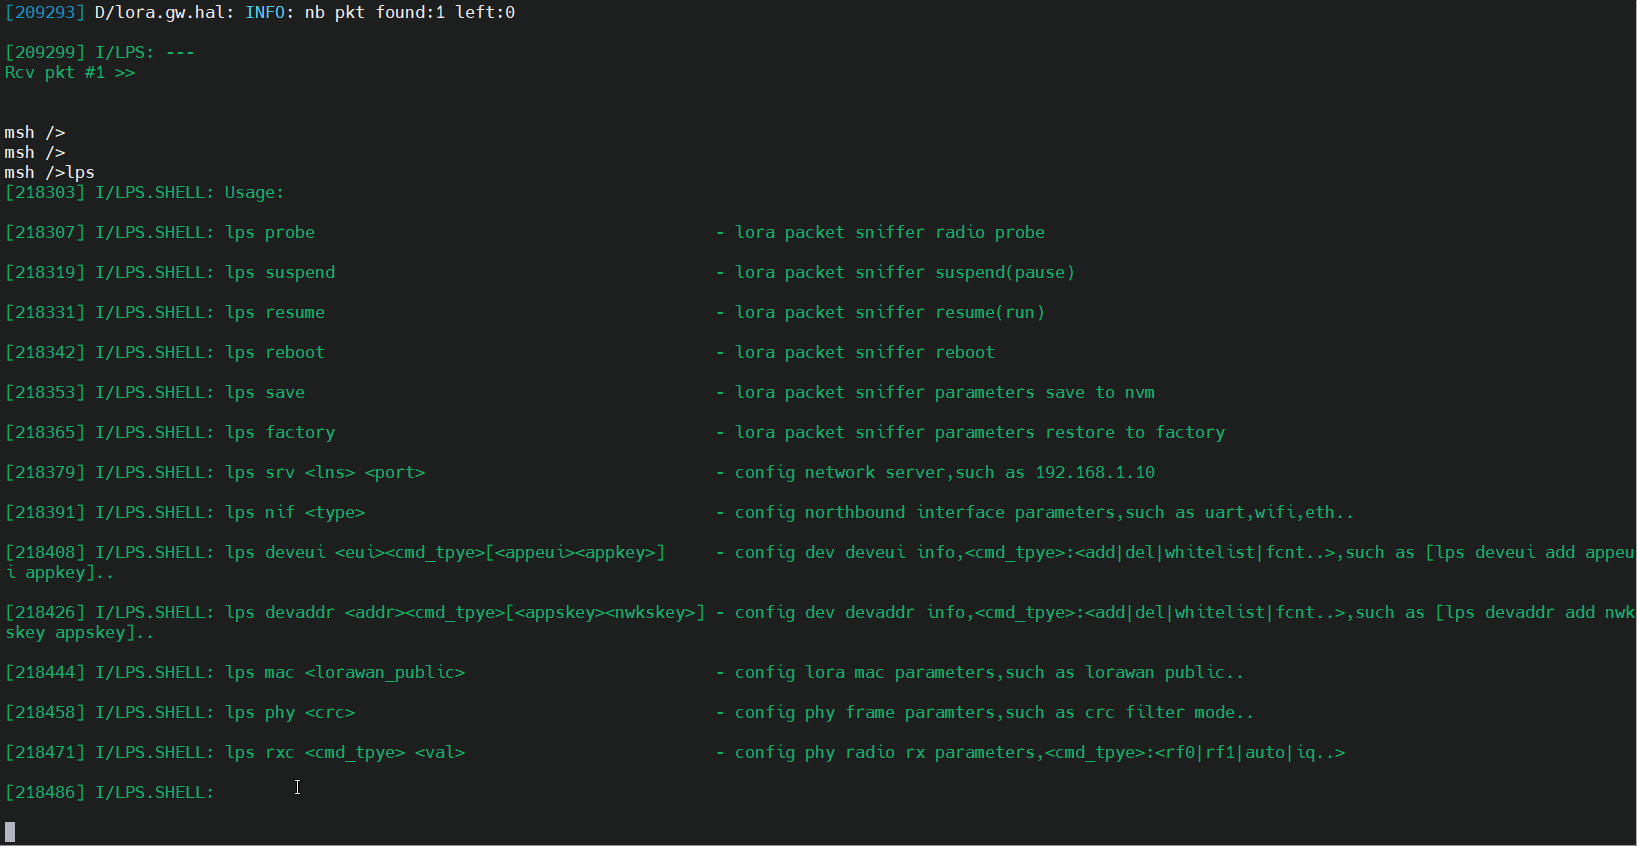 [209293] D/lora.gw.hal: INFO: nb pkt found:1 left:0
[209299] I/LPS: ---
Rcv pkt #1 >>
msh />
msh />
msh />lps
[218303] I/LPS.SHELL: Usage:
[218307] I/LPS.SHELL: lps probe - lora packet sniffer radio probe
[218319] I/LPS.SHELL: lps suspend - lora packet sniffer suspend(pause)
[218331] I/LPS.SHELL: lps resume - lora packet sniffer resume(run)
[218342] I/LPS.SHELL: lps reboot - lora packet sniffer reboot
[218353] I/LPS.SHELL: lps save - lora packet sniffer parameters save to nvm
[218365] I/LPS.SHELL: lps factory - lora packet sniffer parameters restore to factory
[218379] I/LPS.SHELL: lps srv <lns> <port> - config network server,such as 192.168.1.10
[218391] I/LPS.SHELL: lps nif <type> - config northbound interface parameters,such as uart,wifi,eth..
[218408] I/LPS.SHELL: lps deveui <eui><cmd_tpye>[<appeui><appkey>] - config dev deveui info,<cmd_tpye>:<add|del|whitelist|fcnt..>,such as [lps deveui add appeu
i appkey]..
[218426] I/LPS.SHELL: lps devaddr <addr><cmd_tpye>[<appskey><nwkskey>] - config dev devaddr info,<cmd_tpye>:<add|del|whitelist|fcnt..>,such as [lps devaddr add nwk
skey appskey]..
[218444] I/LPS.SHELL: lps mac <lorawan_public> - config lora mac parameters,such as lorawan public..
[218458] I/LPS.SHELL: lps phy <crc> - config phy frame paramters,such as crc filter mode..
[218471] I/LPS.SHELL: lps rxc <cmd_tpye> <val> - config phy radio rx parameters,<cmd_tpye>:<rf0|rf1|auto|iq..>
[218486] I/LPS.SHELL: